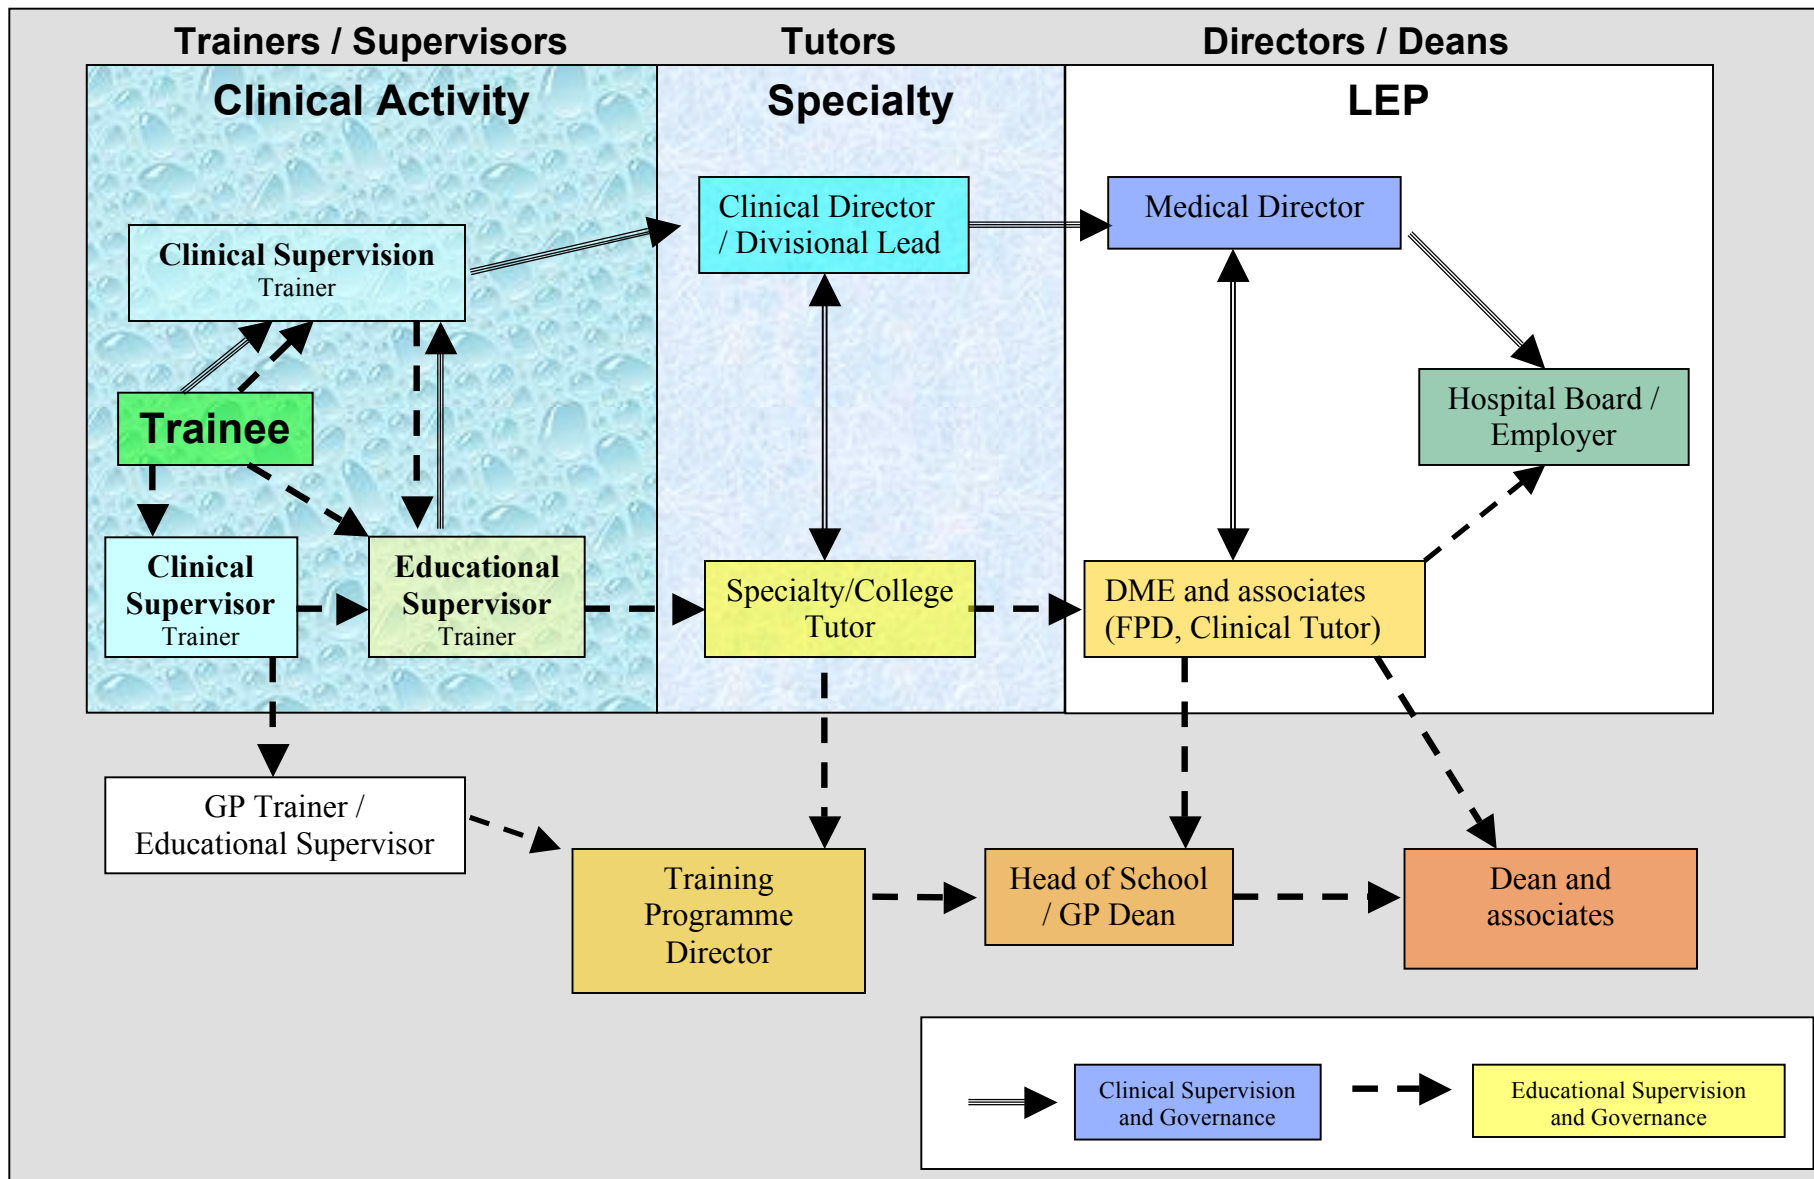 Trainers / Supervisors
Tutors
Directors / Deans
Clinical Activity
Specialty
LEP
Clinical Supervision
Trainer
Clinical Director
/ Divisional Lead
Medical Director
Trainee
Hospital Board /
Employer
Clinical
Supervisor
Trainer
Educational
Supervisor
Trainer
Specialty/College
Tutor
DME and associates
(FPD, Clinical Tutor)
GP Trainer /
Educational Supervisor
Training
Programme
Director
Head of School
/ GP Dean
Dean and
associates
Clinical Supervision
and Governance
Educational Supervision
and Governance